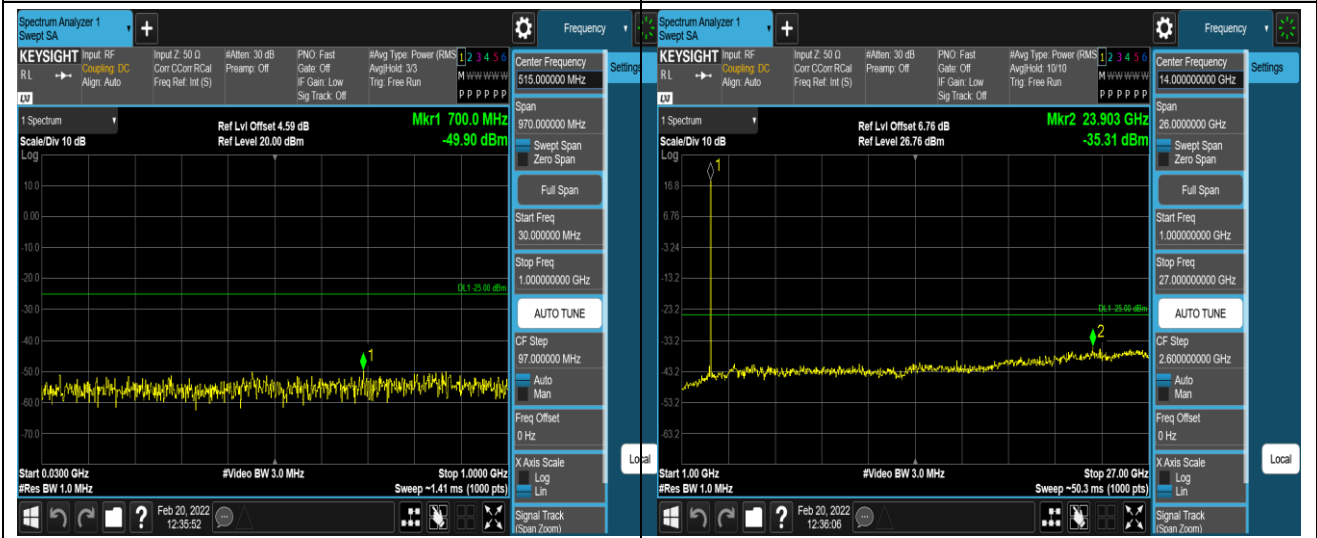 Spectrum Analyzer 1
Swept SA
+
Frequency
KEYSIGHT
RL
LXI
Input: RF
Coupling: DC
Align: Auto
Input Z: 50 Ω
Corr CCorr RCal
Freq Ref: Int (S)
#Atten: 30 dB
Preamp: Off
PNO: Fast
Gate: Off
IF Gain: Low
Sig Track: Off
#Avg Type: Power (RMS
Avg|Hold: 3/3
Trig: Free Run
1 2 3 4 5 6
M W W W W W
P P P P P P
1 Spectrum
Scale/Div 10 dB
Log
Ref Lvl Offset 4.59 dB
Ref Level 20.00 dBm
Mkr1 700.0 MHz
-49.90 dBm
10.0
0.00
-10.0
-20.0
DL1 -25.00 dBm
-30.0
-40.0
1
-50.0
-60.0
-70.0
Start 0.0300 GHz
#Res BW 1.0 MHz
#Video BW 3.0 MHz
Stop 1.0000 GHz
Sweep ~1.41 ms (1000 pts)
Feb 20, 2022
12:35:52
Center Frequency
515.000000 MHz
Span
970.000000 MHz
Swept Span
Zero Span
Full Span
Start Freq
30.000000 MHz
Stop Freq
1.000000000 GHz
AUTO TUNE
CF Step
97.000000 MHz
Auto
Man
Freq Offset
0 Hz
X Axis Scale
Log
Lin
Signal Track
(Span Zoom)
Settings
Local
Spectrum Analyzer 1
Swept SA
+
Frequency
KEYSIGHT
RL
LXI
Input: RF
Coupling: DC
Align: Auto
Input Z: 50 Ω
Corr CCorr RCal
Freq Ref: Int (S)
#Atten: 30 dB
Preamp: Off
PNO: Fast
Gate: Off
IF Gain: Low
Sig Track: Off
#Avg Type: Power (RMS
Avg|Hold: 10/10
Trig: Free Run
1 2 3 4 5 6
M W W W W W
P P P P P P
1 Spectrum
Scale/Div 10 dB
Log
Ref Lvl Offset 6.76 dB
Ref Level 26.76 dBm
Mkr2 23.903 GHz
-35.31 dBm
1
16.8
6.76
-3.24
-13.2
-23.2
DL1 -25.00 dBm
2
-33.2
-43.2
-53.2
-63.2
Start 1.00 GHz
#Res BW 1.0 MHz
#Video BW 3.0 MHz
Stop 27.00 GHz
Sweep ~50.3 ms (1000 pts)
Feb 20, 2022
12:36:06
Center Frequency
14.000000000 GHz
Span
26.0000000 GHz
Swept Span
Zero Span
Full Span
Start Freq
1.000000000 GHz
Stop Freq
27.000000000 GHz
AUTO TUNE
CF Step
2.600000000 GHz
Auto
Man
Freq Offset
0 Hz
X Axis Scale
Log
Lin
Signal Track
(Span Zoom)
Settings
Local